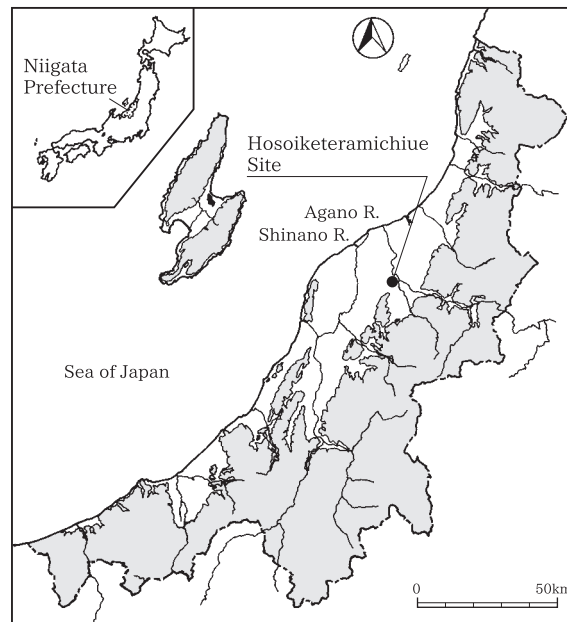 Niigata
Prefecture
Hosoiketeramichiue
Site
Agano R.
Shinano R.
Sea of Japan
0
50km